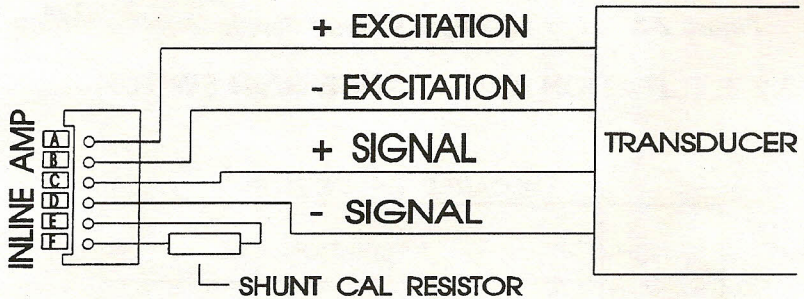 + EXCITATION
- EXCITATION
+ SIGNAL
- SIGNAL
TRANSDUCER
INLINE AMP
A
B
C
D
E
F
SHUNT CAL RESISTOR